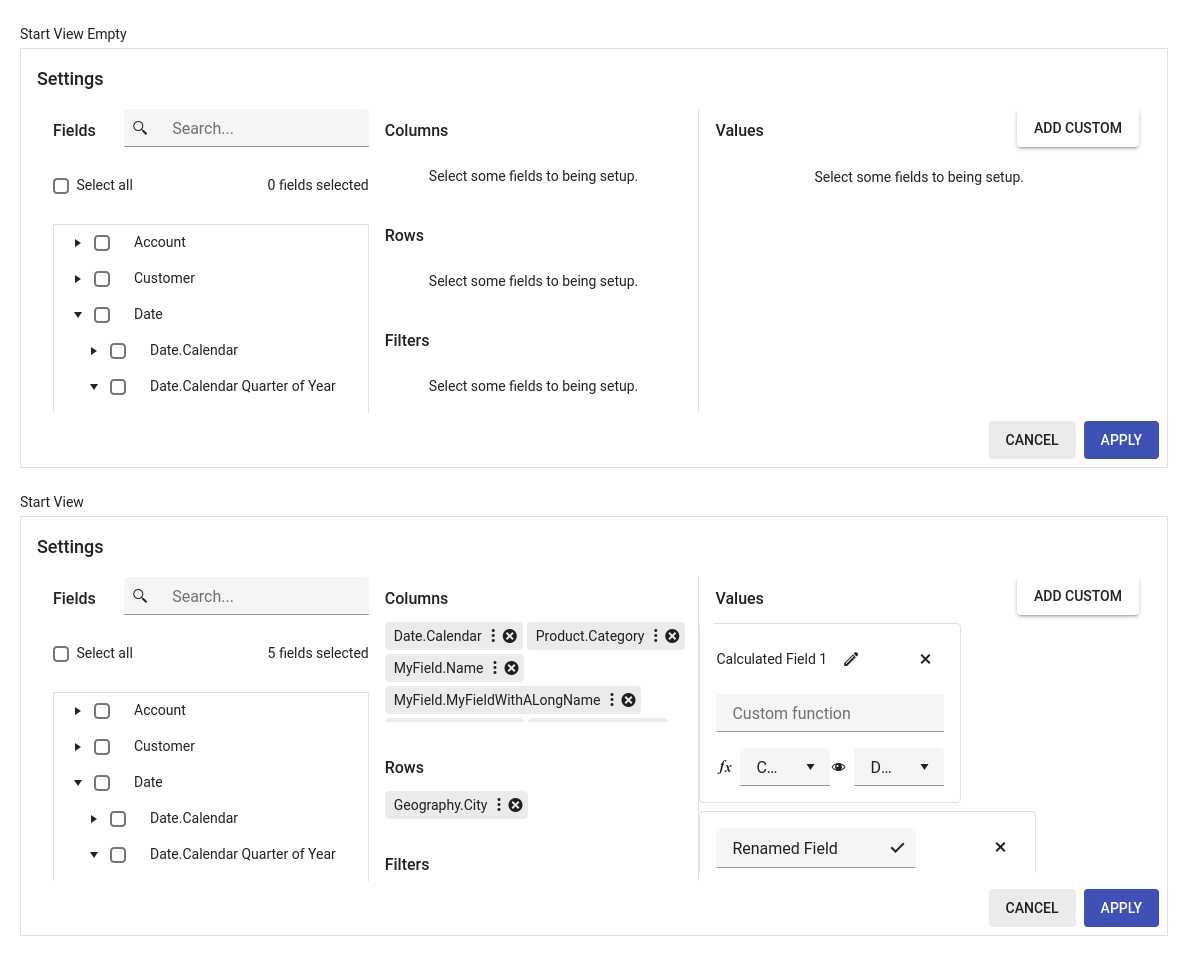 Start View Empty
Settings
Fields
Search...
Select all
0 fields selected
Account
Customer
Date
Date.Calendar
Date.Calendar Quarter of Year
Columns
Select some fields to being setup.
Rows
Select some fields to being setup.
Filters
Select some fields to being setup.
Values
ADD CUSTOM
Select some fields to being setup.
CANCEL
APPLY
Start View
Settings
Fields
Search...
Select all
5 fields selected
Account
Customer
Date
Date.Calendar
Date.Calendar Quarter of Year
Columns
Date.Calendar
Product.Category
MyField.Name
MyField.MyFieldWithALongName
Rows
Geography.City
Filters
Values
ADD CUSTOM
Calculated Field 1
Custom function
fx
C...
D...
Renamed Field
CANCEL
APPLY